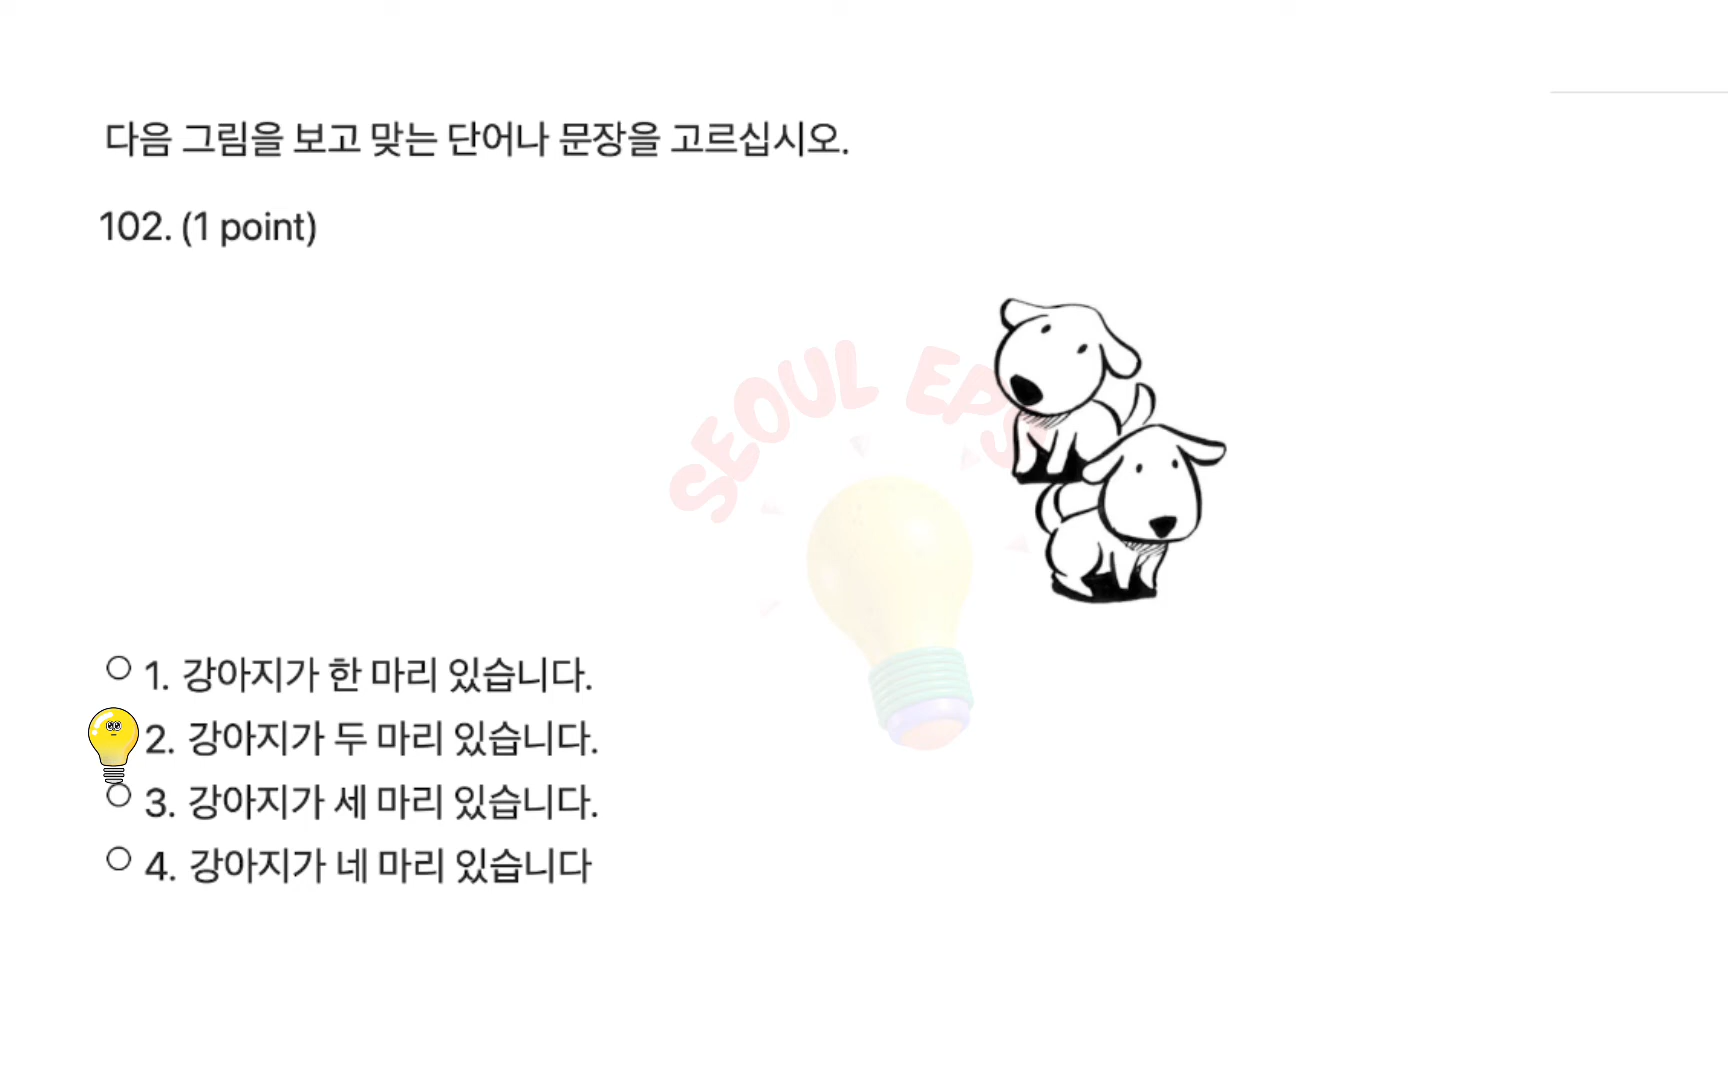 다음 그림을 보고 맞는 단어나 문장을 고르십시오.
102. (1 point)
SEOUL EPS
1. 강아지가 한 마리 있습니다.
2. 강아지가 두 마리 있습니다.
3. 강아지가 세 마리 있습니다.
4. 강아지가 네 마리 있습니다